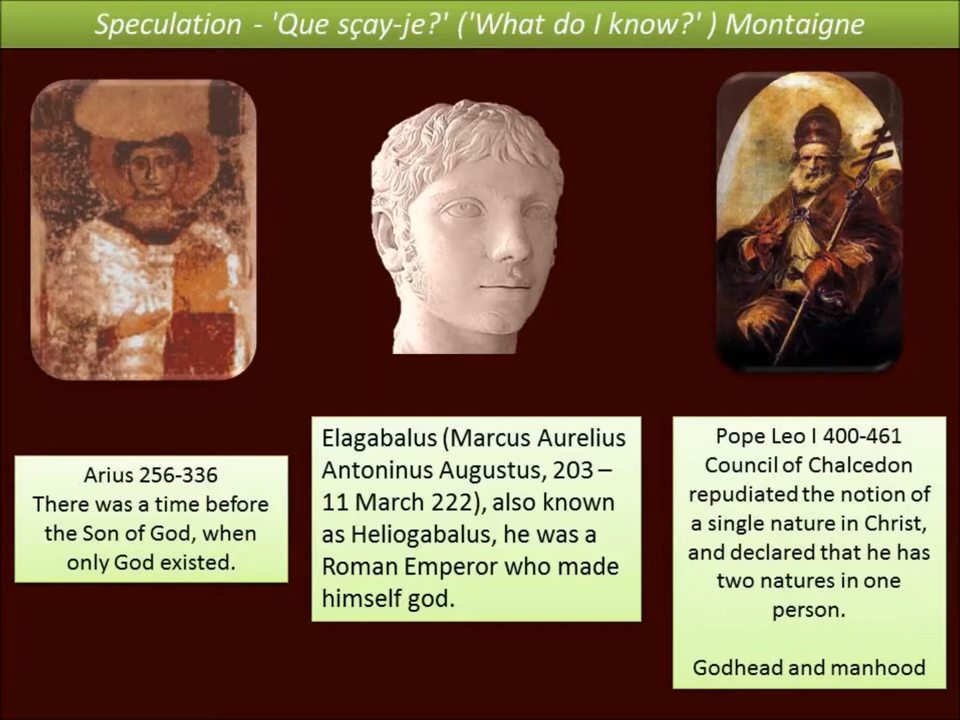 Speculation - 'Que sçay-je?' ('What do I know?' ) Montaigne
Arius 256-336
There was a time before
the Son of God, when
only God existed.
Elagabalus (Marcus Aurelius
Antoninus Augustus, 203 –
11 March 222), also known
as Heliogabalus, he was a
Roman Emperor who made
himself god.
Pope Leo I 400-461
Council of Chalcedon
repudiated the notion of
a single nature in Christ,
and declared that he has
two natures in one
person.
Godhead and manhood